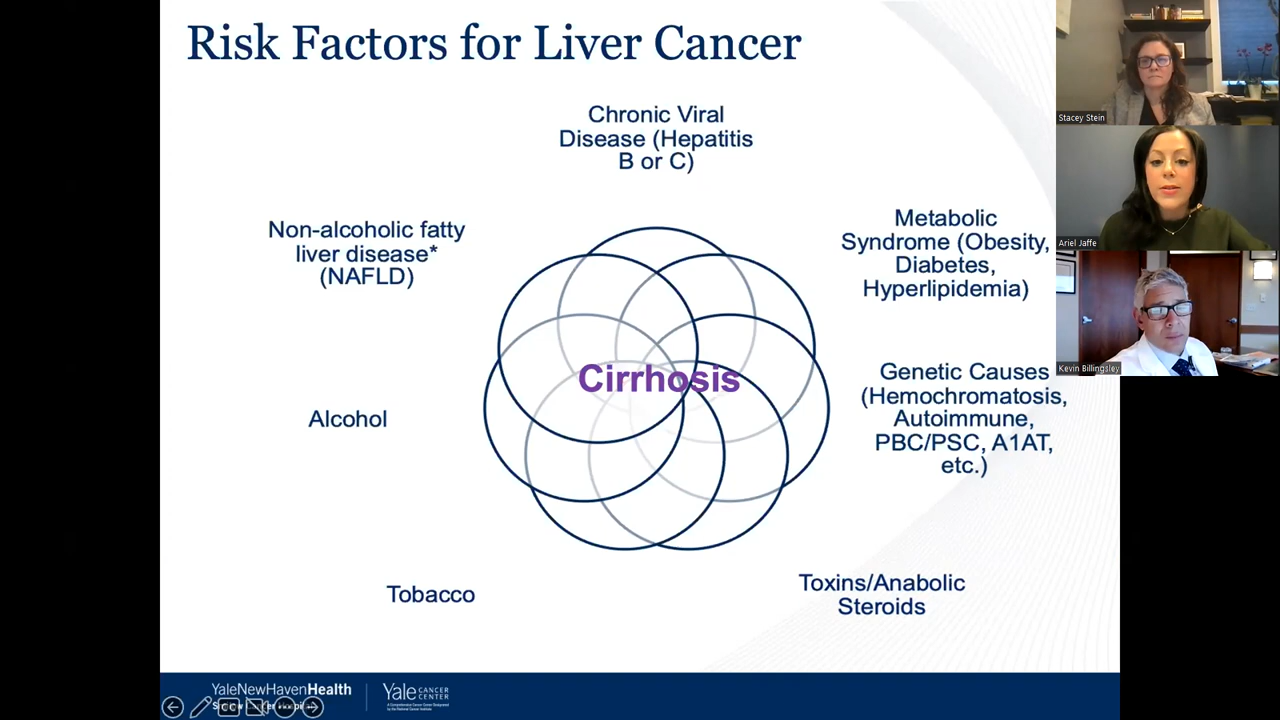 Risk Factors for Liver Cancer
Chronic Viral
Disease (Hepatitis
B or C)
Non-alcoholic fatty
liver disease*
(NAFLD)
Metabolic
Syndrome (Obesity,
Diabetes,
Hyperlipidemia)
Cirrhosis
Genetic Causes
(Hemochromatosis,
Autoimmune,
PBC/PSC, A1AT,
etc.)
Alcohol
Tobacco
Toxins/Anabolic
Steroids
Stacey Stein
Ariel Jaffe
Kevin Billingsley
YaleNewHavenHealth
Yale CANCER
CENTER